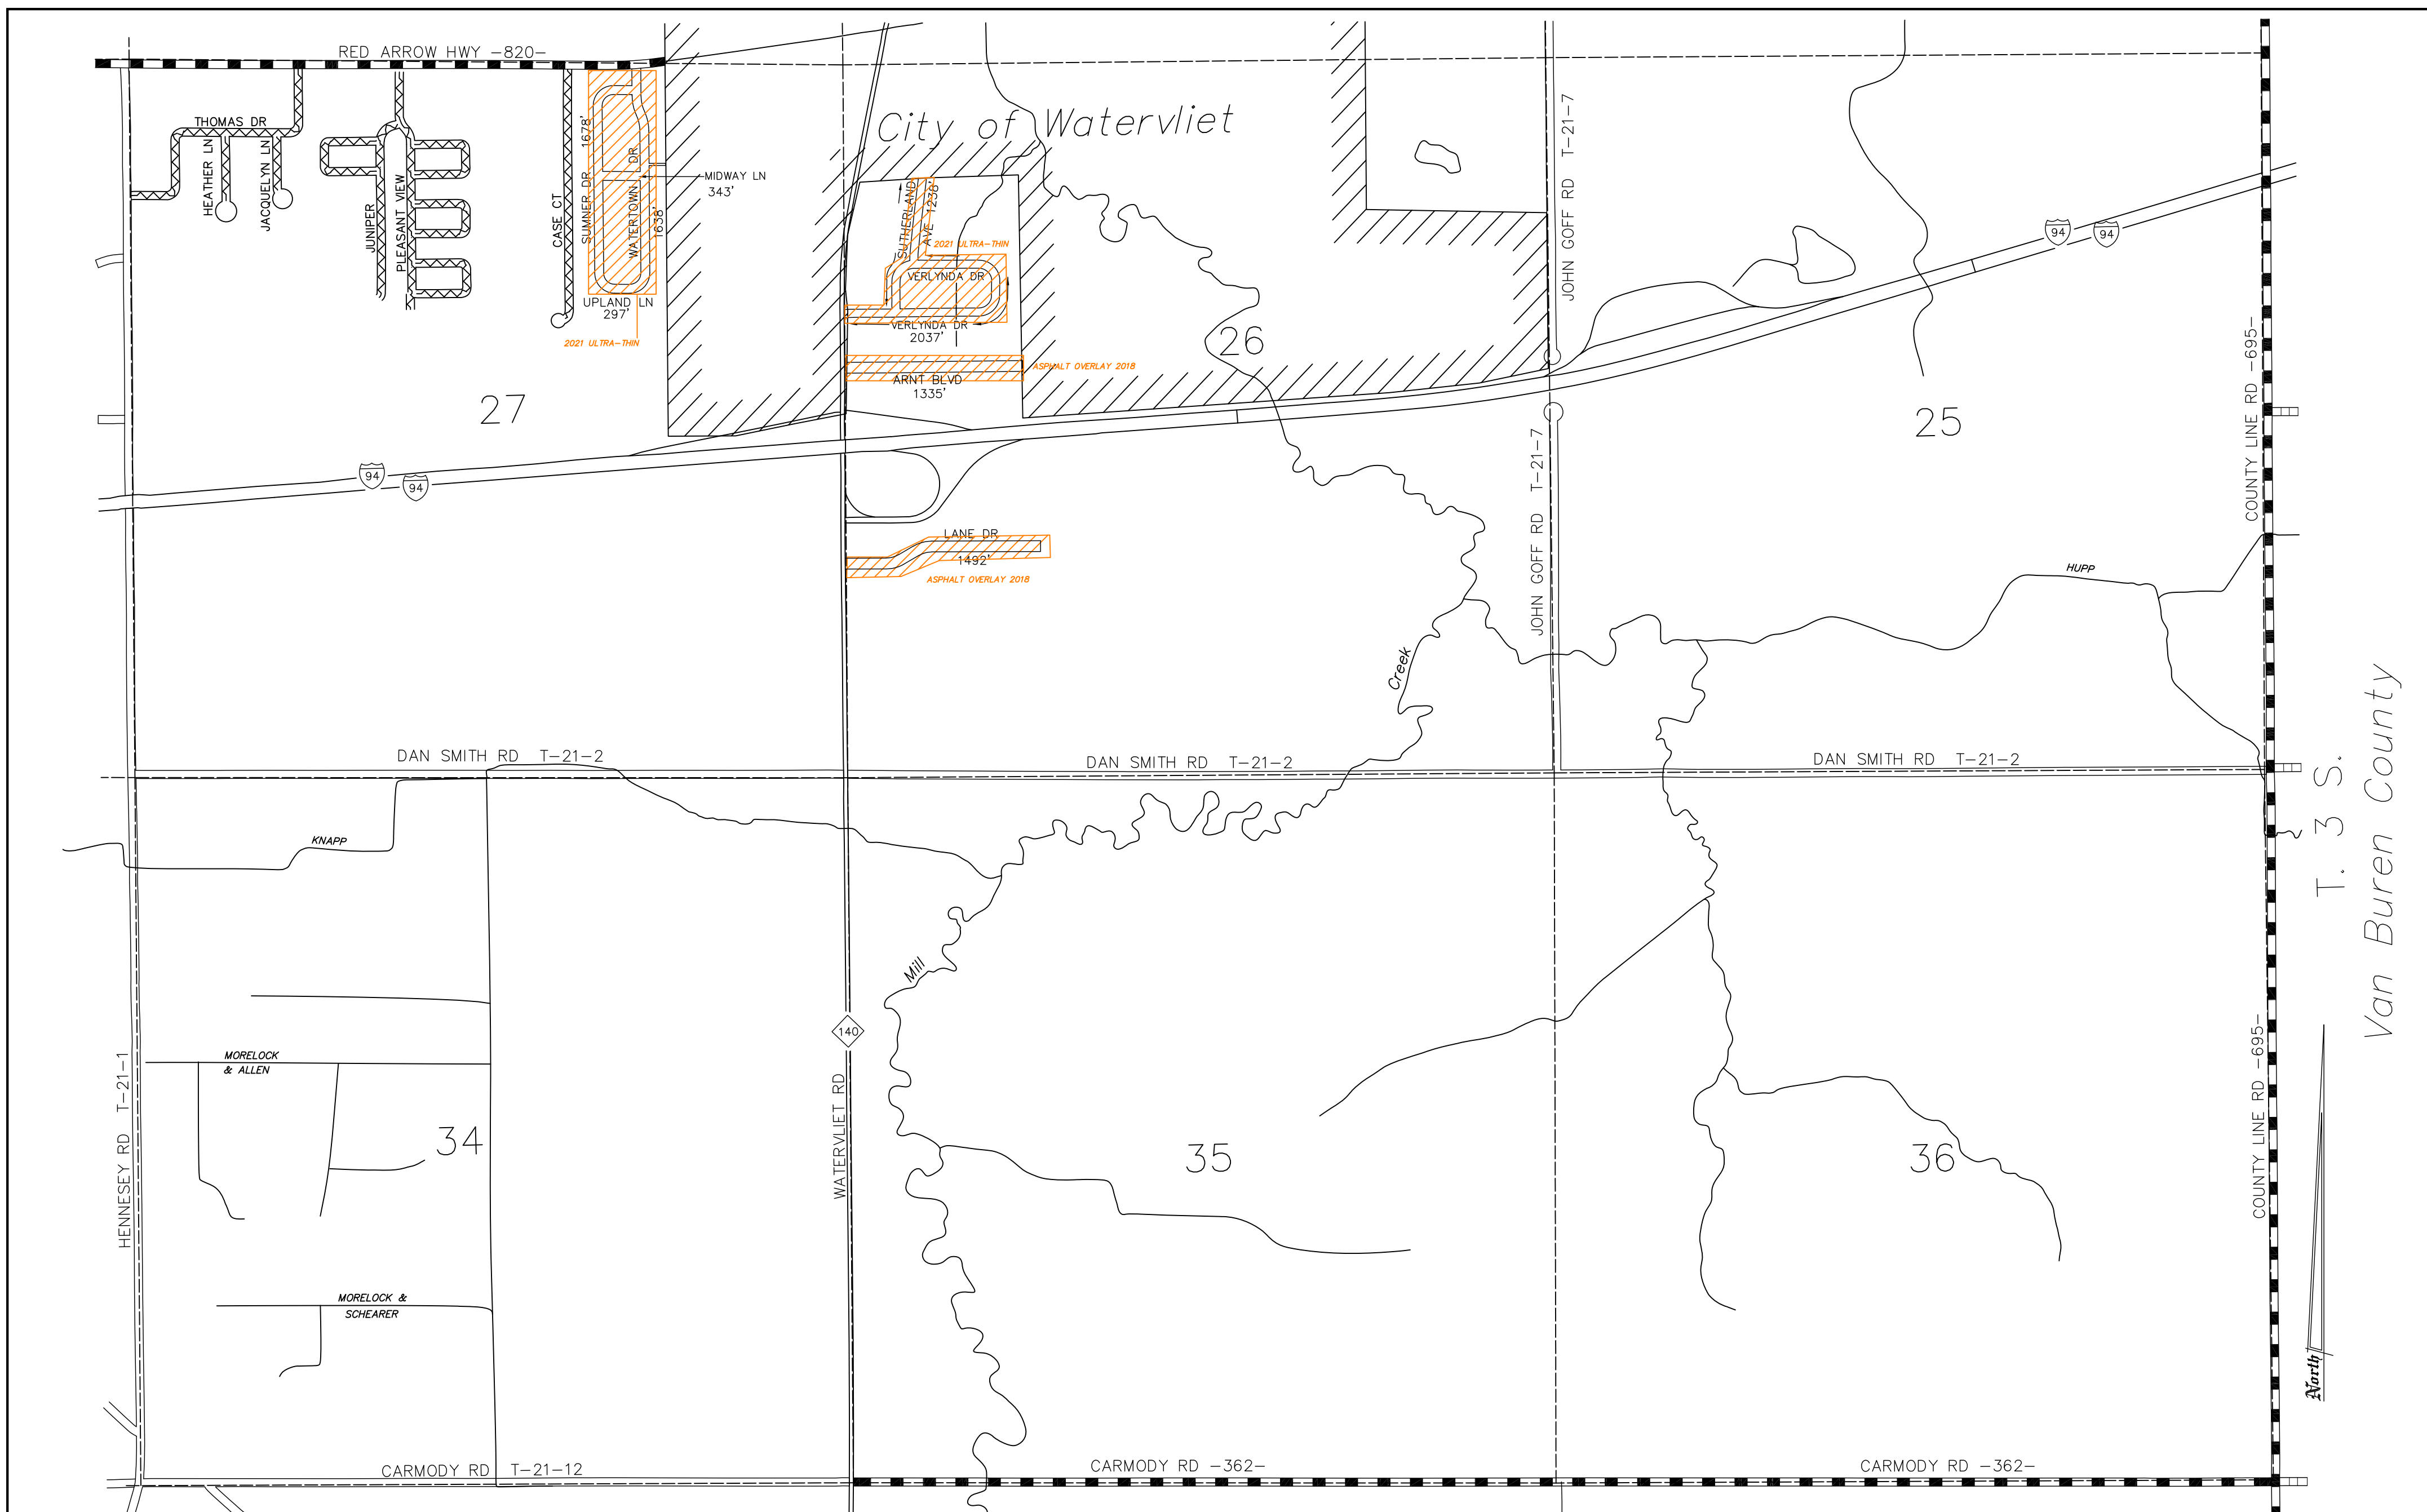 RED ARROW HWY -820-
City of Watervliet
THOMAS DR
HEATHER LN
JACQUELYN LN
JUNIPER
PLEASANT VIEW
CASE CT
SUMNER DR 1678'
WATERTOWN DR
1638'
MIDWAY LN
343'
UPLAND LN
297'
2021 ULTRA-THIN
SUTHERLAND
AVE 1236'
2021 ULTRA-THIN
VERLYNDA DR
VERLYNDA DR
2037'
ASPHALT OVERLAY 2018
ARNT BLVD
1335'
JOHN GOFF RD T-21-7
94
94
26
27
25
COUNTY LINE RD -695-
94
94
JOHN GOFF RD T-21-7
LANE DR
1492'
ASPHALT OVERLAY 2018
HUPP
Creek
DAN SMITH RD T-21-2
DAN SMITH RD T-21-2
DAN SMITH RD T-21-2
T. 3 S.
Van Buren County
KNAPP
Mill
140
MORELOCK
& ALLEN
HENNESEY RD T-21-1
WATERVLIET RD
34
35
36
COUNTY LINE RD -695-
MORELOCK &
SCHEARER
North
CARMODY RD T-21-12
CARMODY RD -362-
CARMODY RD -362-